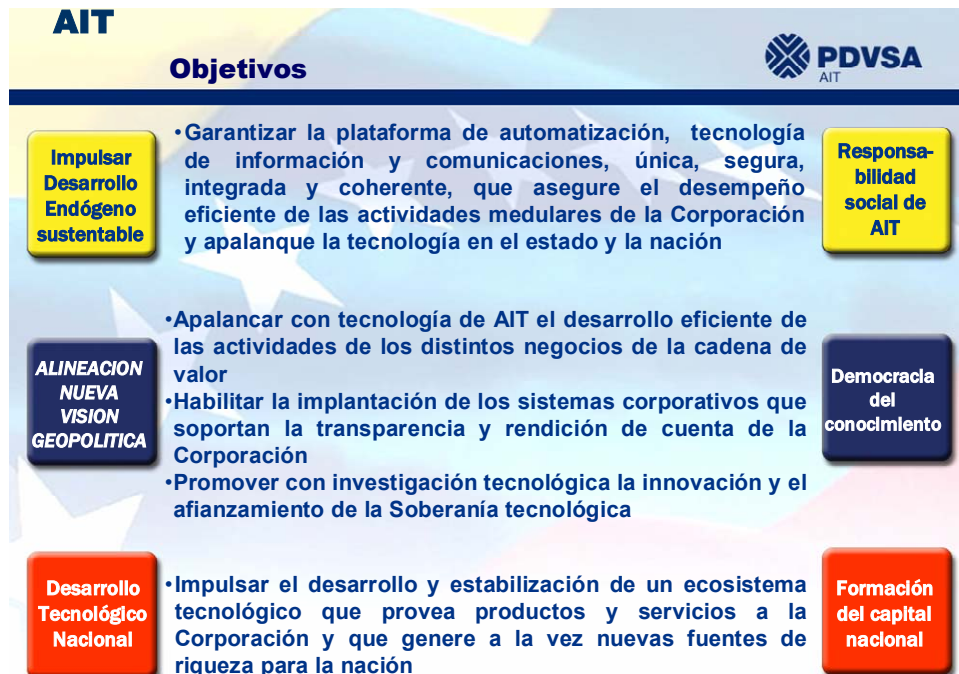 AIT
Objetivos
PDVSA
AIT
Impulsar
Desarrollo
Endógeno
sustentable
•Garantizar la plataforma de automatización, tecnología
de información y comunicaciones, única, segura,
integrada y coherente, que asegure el desempeño
eficiente de las actividades medulares de la Corporación
y apalanque la tecnología en el estado y la nación
Responsa-
bilidad
social de
AIT
ALINEACION
NUEVA
VISION
GEOPOLITICA
•Apalancar con tecnología de AIT el desarrollo eficiente de
las actividades de los distintos negocios de la cadena de
valor
•Habilitar la implantación de los sistemas corporativos que
soportan la transparencia y rendición de cuenta de la
Corporación
•Promover con investigación tecnológica la innovación y el
afianzamiento de la Soberanía tecnológica
Democracia
del
conocimiento
Desarrollo
Tecnológico
Nacional
•Impulsar el desarrollo y estabilización de un ecosistema
tecnológico que provea productos y servicios a la
Corporación y que genere a la vez nuevas fuentes de
riqueza para la nación
Formación
del capital
nacional